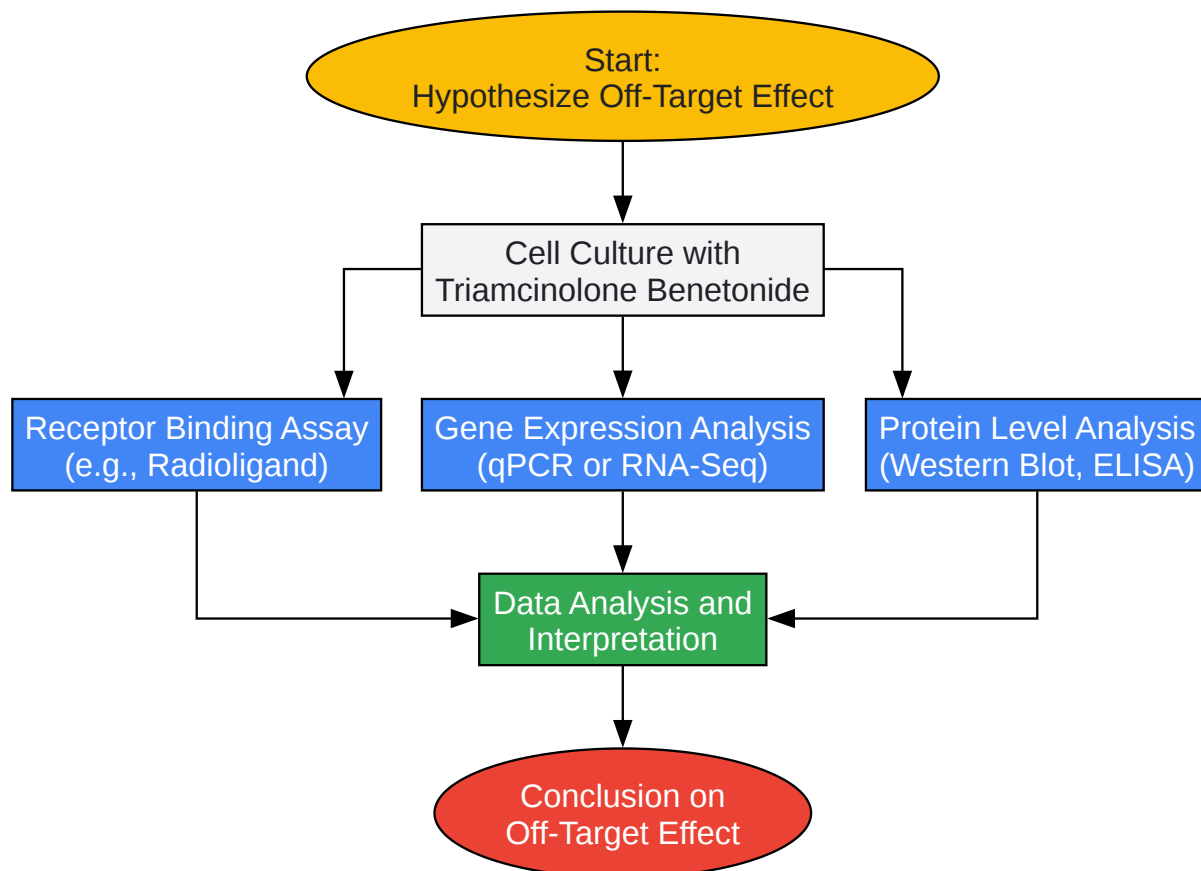 Start:
Hypothesize Off-Target Effect
Cell Culture with
Triamcinolone Benetonide
Receptor Binding Assay
(e.g., Radioligand)
Gene Expression Analysis
(qPCR or RNA-Seq)
Protein Level Analysis
(Western Blot, ELISA)
Data Analysis and
Interpretation
Conclusion on
Off-Target Effect